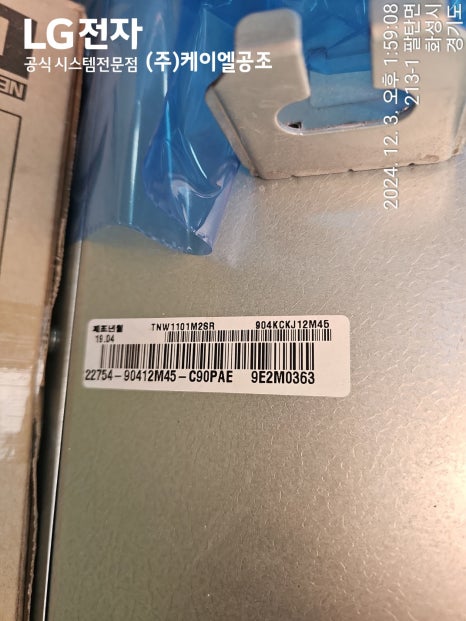 LG전자
공식 시스템전문점 (주)케이엘공조
2024. 12. 3. 오후 1:59:08
213-1 팔탄면
화성시
경기도
NEW
제조년월 TNW1101M2SR 904KCKJ12M45
19.04
22754-90412M45-C90PAE 9E2M0363